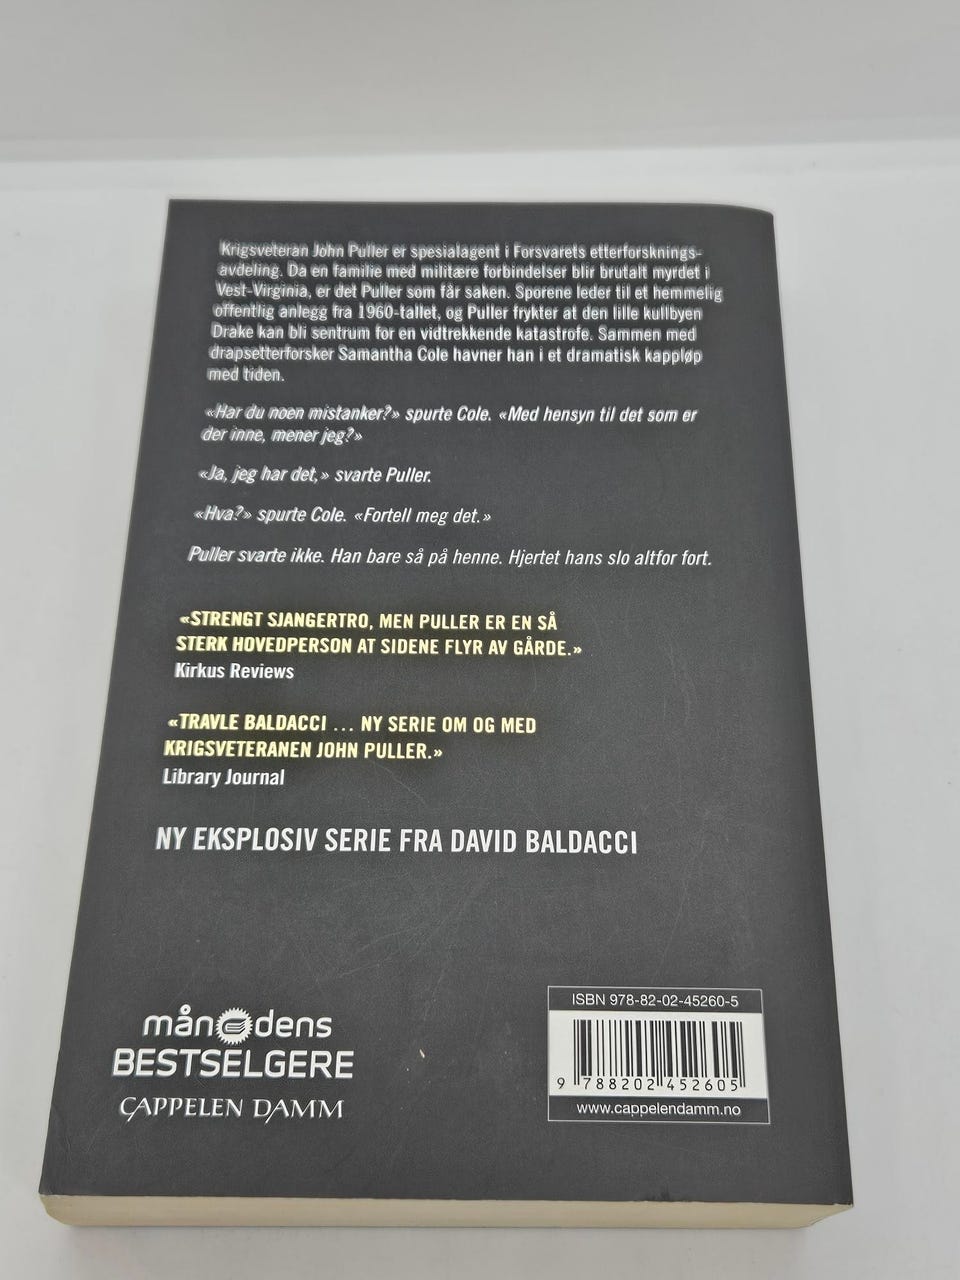 Krigsveteran John Puller er spesialagent i Forsvarets etterforsknings-
avdeling. Da en familie med militære forbindelser blir brutalt myrdet i
Vest-Virginia, er det Puller som får saken. Sporene leder til et hemmelig
offentlig anlegg fra 1960-tallet, og Puller frykter at den lille kullbyen
Drake kan bli sentrum for en vidtrekkende katastrofe. Sammen med
drapsetterforsker Samantha Cole havner han i et dramatisk kappløp
med tiden.
«Har du noen mistanker?» spurte Cole. «Med hensyn til det som er
der inne, mener jeg?»
«Ja, jeg har det,» svarte Puller.
«Hva?» spurte Cole. «Fortell meg det.»
Puller svarte ikke. Han bare så på henne. Hjertet hans slo altfor fort.
«STRENGT SJANGERTRO, MEN PULLER ER EN SÅ
STERK HOVEDPERSON AT SIDENE FLYR AV GÅRDE.»
Kirkus Reviews
«TRAVLE BALDACCI ... NY SERIE OM OG MED
KRIGSVETERANEN JOHN PULLER.»
Library Journal
NY EKSPLOSIV SERIE FRA DAVID BALDACCI
månedens
BESTSELGERE
CAPPELEN DAMM
ISBN 978-82-02-45260-5
9 788202 452605
www.cappelendamm.no